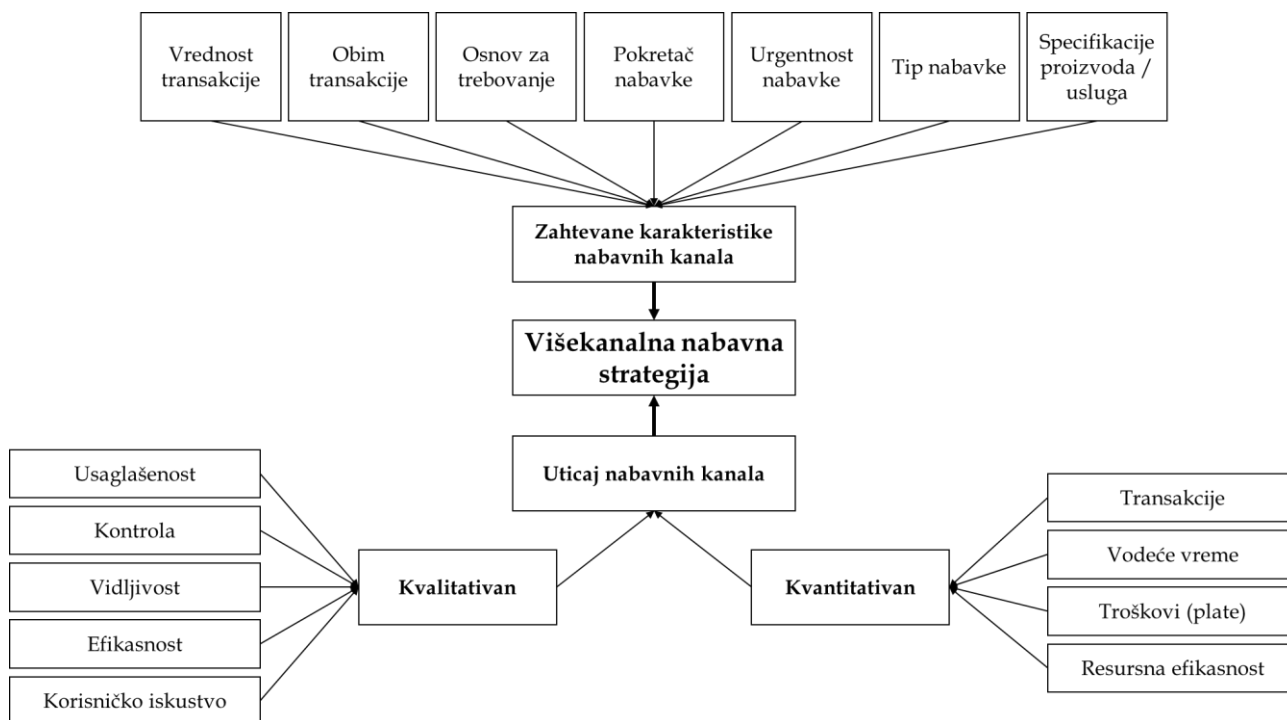 Vrednost
transakcije
Obim
transakcije
Osnov za
trebovanje
Pokretač
nabavke
Urgentnost
nabavke
Tip nabavke
Specifikacije
proizvoda /
usluga
Zahtevane karakteristike
nabavnih kanala
Višekanalna nabavna
strategija
Uticaj nabavnih kanala
Usaglašenost
Kontrola
Vidljivost
Efikasnost
Korisničko iskustvo
Kvalitativan
Kvantitativan
Transakcije
Vodeće vreme
Troškovi (plate)
Resursna efikasnost